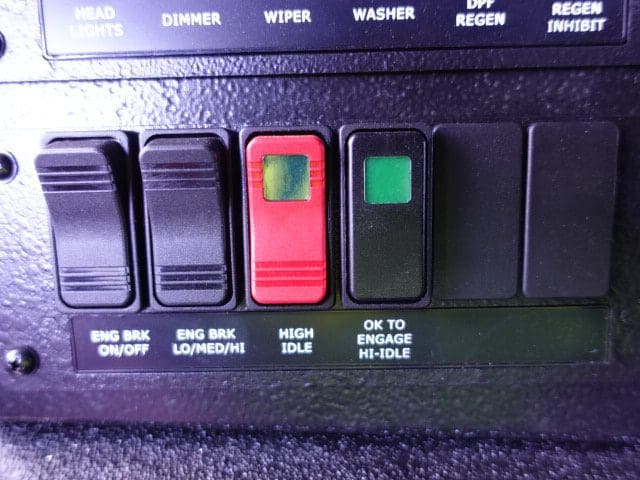 HEAD
LIGHTS
DIMMER
WIPER
WASHER
DPF
REGEN
REGEN
INHIBIT
ENG BRK
ON/OFF
ENG BRK
LO/MED/HI
HIGH
IDLE
OK TO
ENGAGE
HI-IDLE